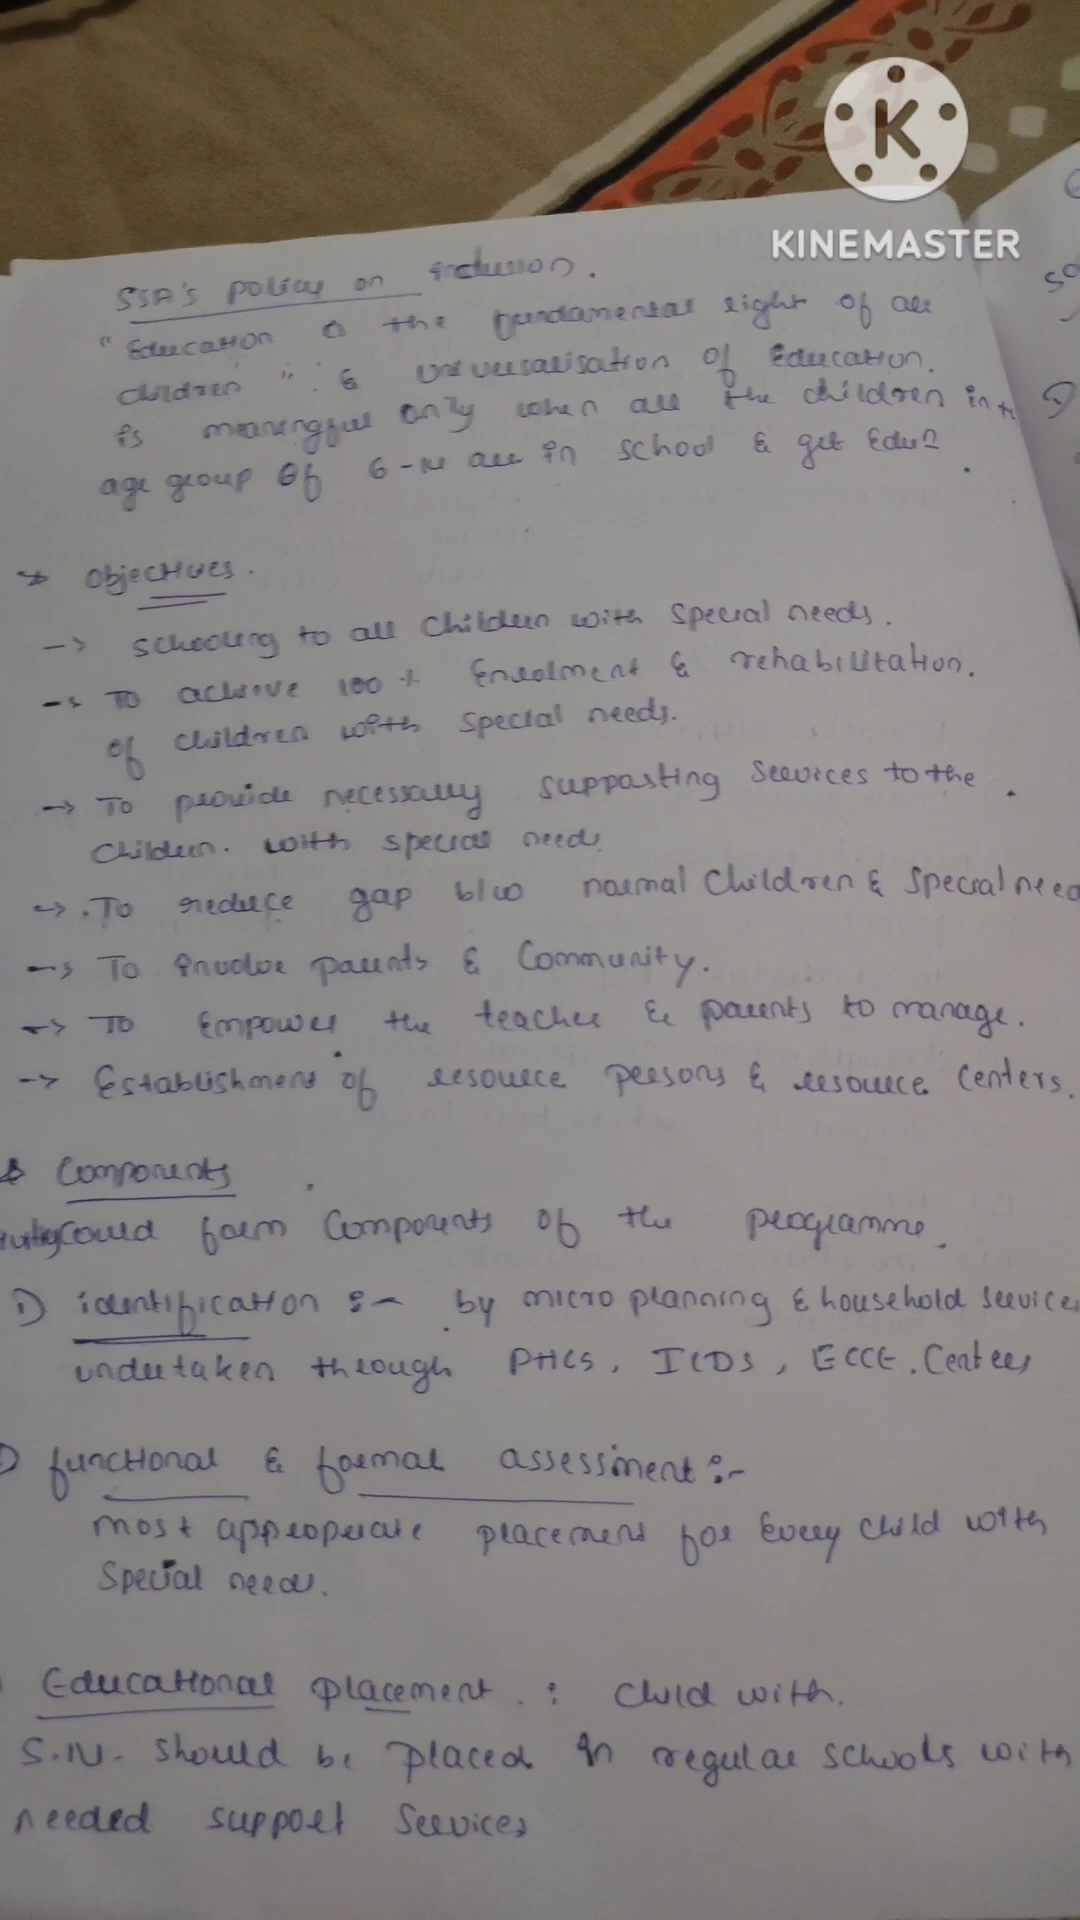 KINEMASTER
SSA's policy on inclusion.
"Education is the fundamental right of all
children" & universalisation of Education.
is meaningful only when all the children in
age group of 6-14 are in school & get Edun.
Objectives.
-> schooling to all Children with special needs.
-> To achieve 100% Enrolment & rehabilitation.
of children with special needs.
-> To provide necessary supporting services to the
Children. with special needs
-> To reduce gap b/w normal Children & Special need
-> To involve parents & Community.
-> To Empower the teacher & parents to manage.
-> Establishment of resource persons & resource Centers.
Components
could form Components of the programme.
1) identification :- by micro planning & household services
undertaken through PHCS, ICDS, ECCE. Centers
functional & formal assessment :-
most appropriate placement for Every child with
Special needs.
Educational placement. : Child with.
S.N. should be placed in regular schools with
needed support Services